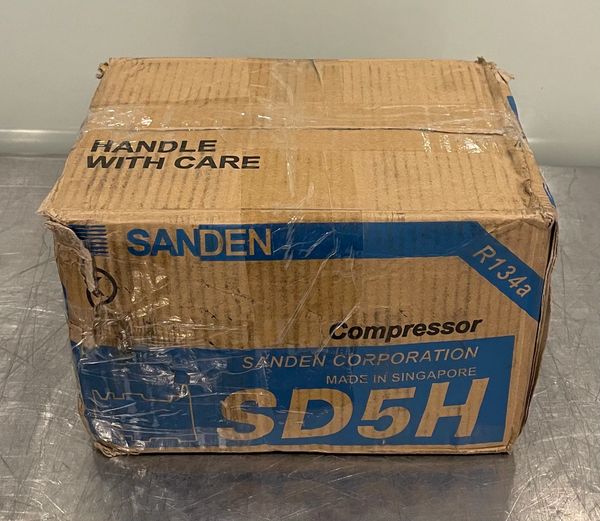 HANDLE
WITH CARE
SANDEN
R134a
Compressor
SANDEN CORPORATION
MADE IN SINGAPORE
SD5H